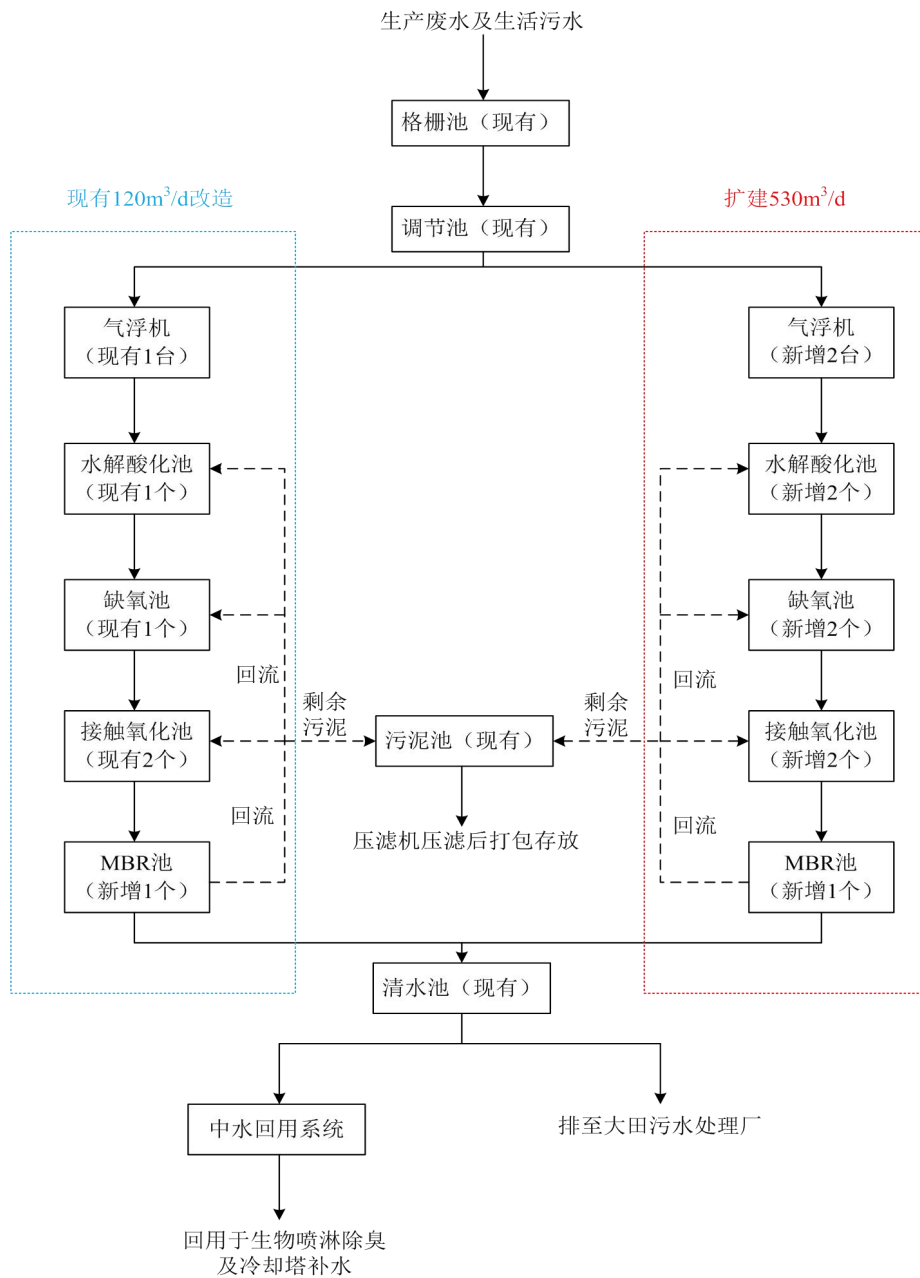 生产废水及生活污水
格栅池（现有）
现有120m³/d改造
扩建530m³/d
调节池（现有）
气浮机
（现有1台）
气浮机
（新增2台）
水解酸化池
（现有1个）
水解酸化池
（新增2个）
缺氧池
（现有1个）
缺氧池
（新增2个）
回流
回流
接触氧化池
（现有2个）
剩余
污泥
污泥池（现有）
剩余
污泥
接触氧化池
（新增2个）
回流
回流
压滤机压滤后打包存放
MBR池
（新增1个）
MBR池
（新增1个）
清水池（现有）
中水回用系统
排至大田污水处理厂
回用于生物喷淋除臭
及冷却塔补水